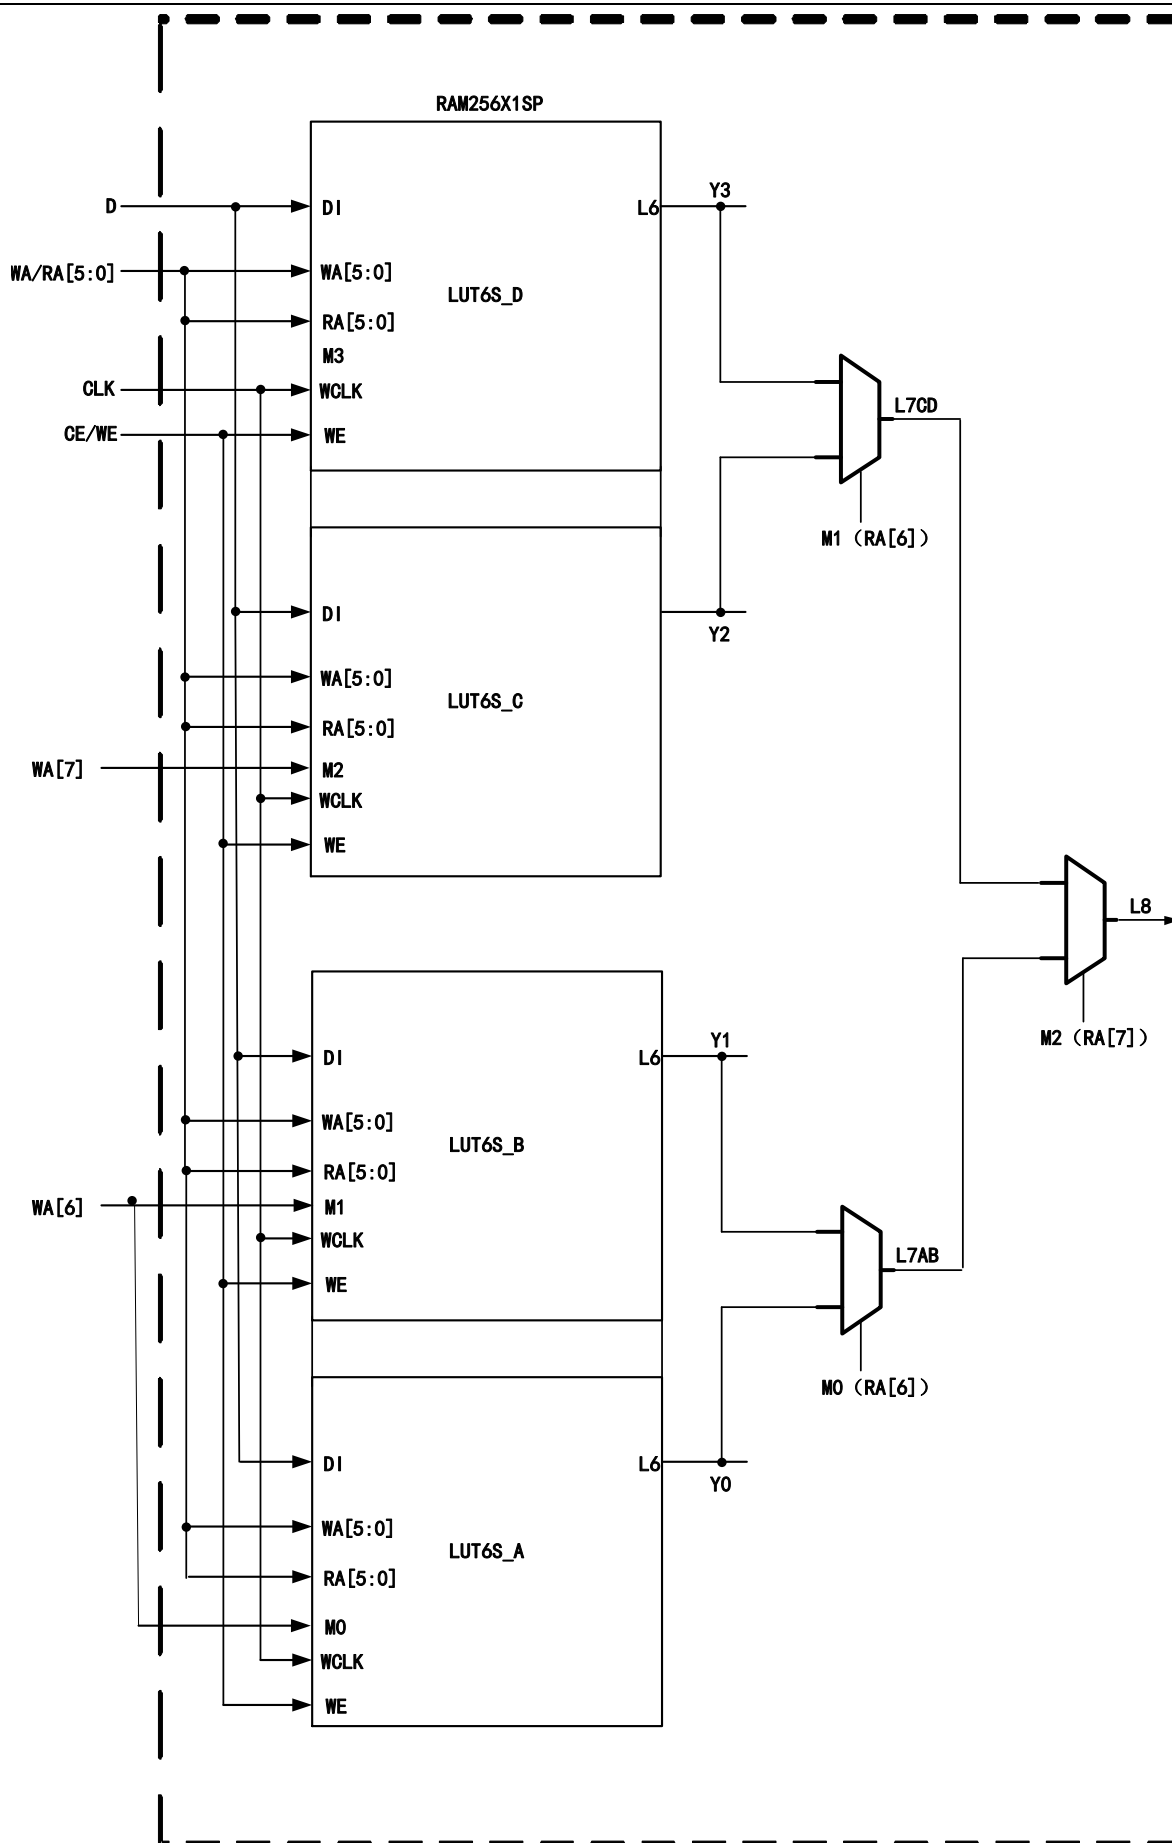 RAM256X1SP
D
DI
L6
Y3
WA/RA[5:0]
WA[5:0]
LUT6S_D
RA[5:0]
M3
CLK
WCLK
L7CD
CE/WE
WE
M1（RA[6]）
DI
Y2
WA[5:0]
LUT6S_C
RA[5:0]
WA[7]
M2
WCLK
WE
L8
M2（RA[7]）
DI
L6
Y1
WA[5:0]
LUT6S_B
RA[5:0]
WA[6]
M1
WCLK
L7AB
WE
M0（RA[6]）
DI
L6
Y0
WA[5:0]
LUT6S_A
RA[5:0]
M0
WCLK
WE